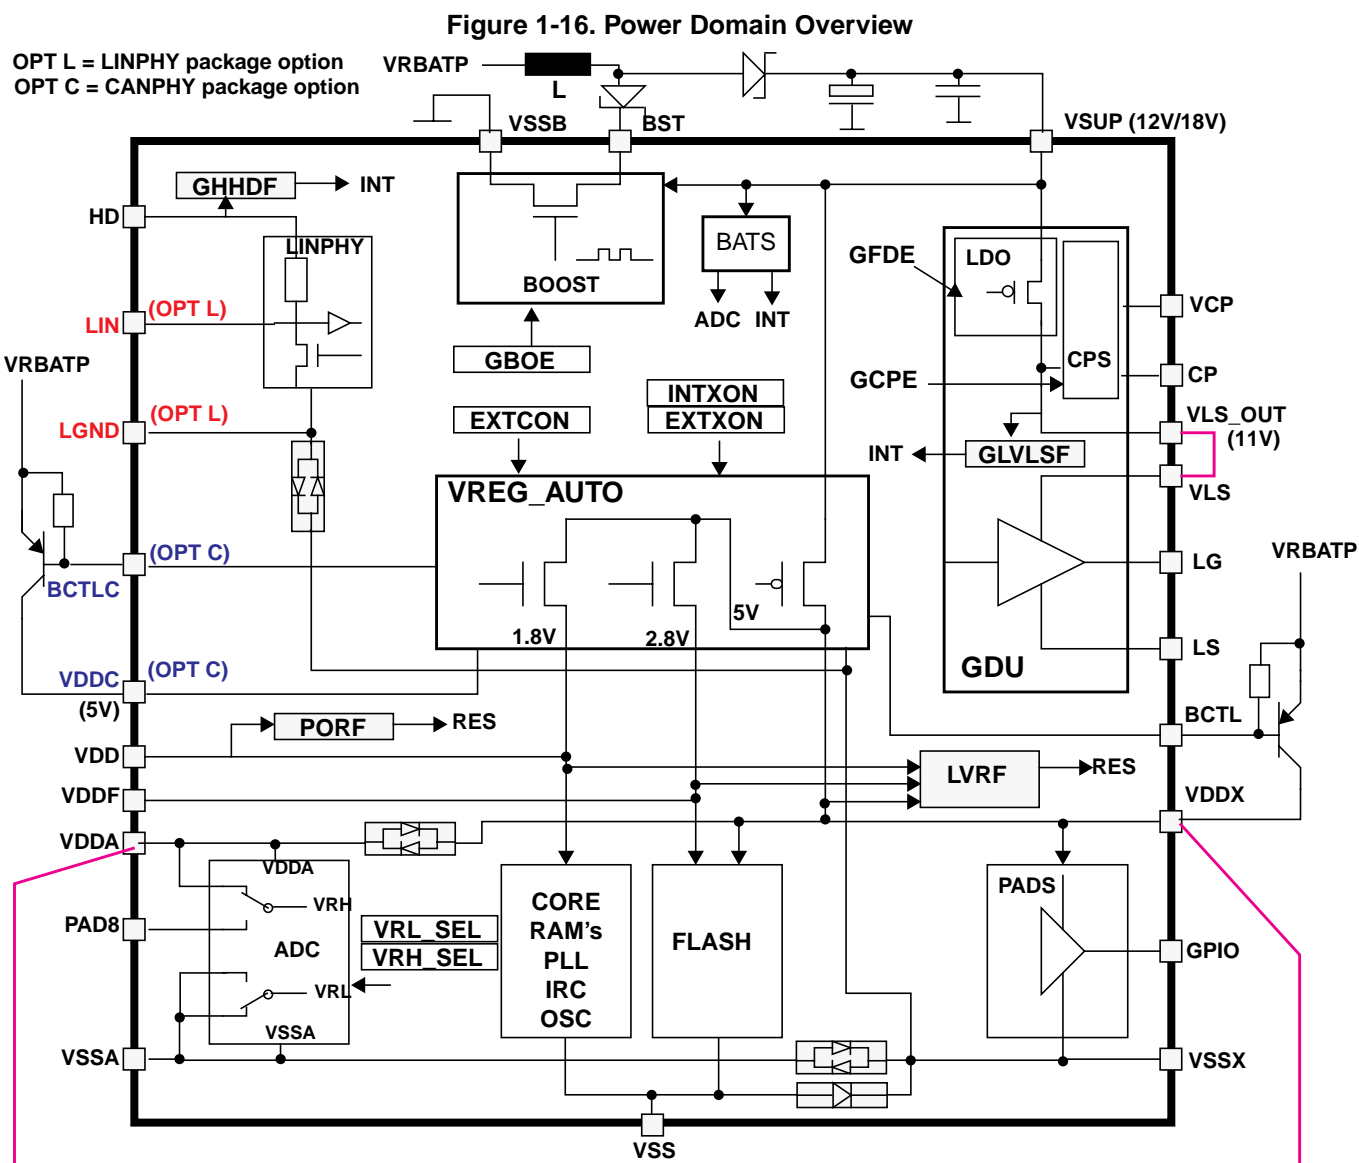 Figure 1-16. Power Domain Overview
OPT L = LINPHY package option
OPT C = CANPHY package option
VRBATP
L
VSSB
BST
VSUP (12V/18V)
GHHDF
INT
HD
LINPHY
BOOST
BATS
ADC
INT
GFDE
LDO
CPS
VCP
LIN
(OPT L)
GBOE
VRBATP
GCPE
CP
INTXON
EXTXON
EXTCON
LGND
(OPT L)
VLS_OUT
(11V)
INT
GLVLSF
VLS
VREG_AUTO
(OPT C)
BCTLC
LG
VRBATP
5V
1.8V
2.8V
LS
GDU
VDDC
(OPT C)
(5V)
PORF
RES
BCTL
VDD
LVRF
RES
VDDF
VDDX
VDDA
VDDA
VRH
PAD8
ADC
VRL_SEL
VRH_SEL
VRL
VSSA
CORE
RAM's
PLL
IRC
OSC
FLASH
PADS
GPIO
VSSA
VSSX
VSS